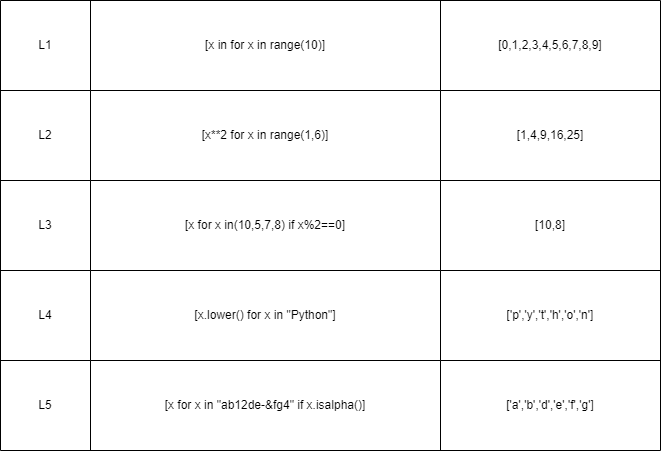 L1 [x in for x in range(10)] [0,1,2,3,4,5,6,7,8,9]
L2 [x**2 for x in range(1,6)] [1,4,9,16,25]
L3 [x for x in(10,5,7,8) if x%2==0] [10,8]
L4 [x.lower() for x in "Python"] ['p','y','t','h','o','n']
L5 [x for x in "ab12de-&fg4" if x.isalpha()] ['a','b','d','e','f','g']